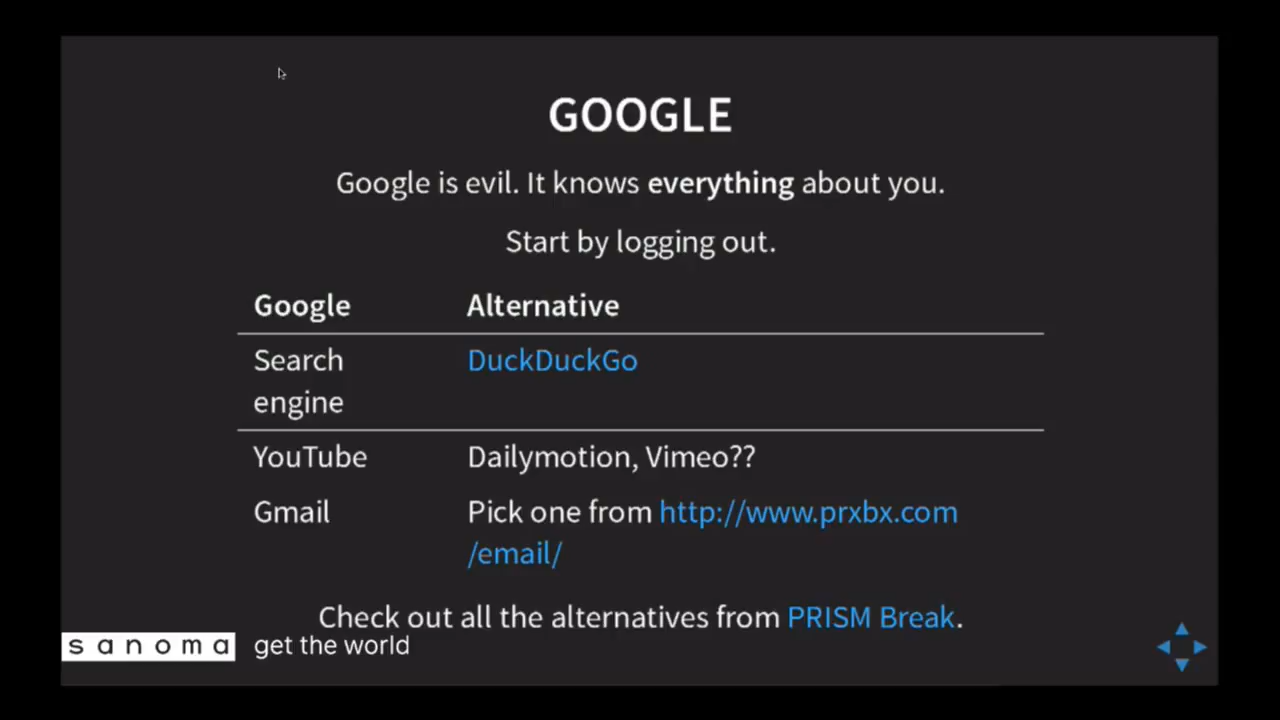 GOOGLE
Google is evil. It knows everything about you.
Start by logging out.
Google Alternative
Search DuckDuckGo
engine
YouTube Dailymotion, Vimeo??
Gmail Pick one from http://www.prxbx.com
/email/
Check out all the alternatives from PRISM Break.
sanoma get the world